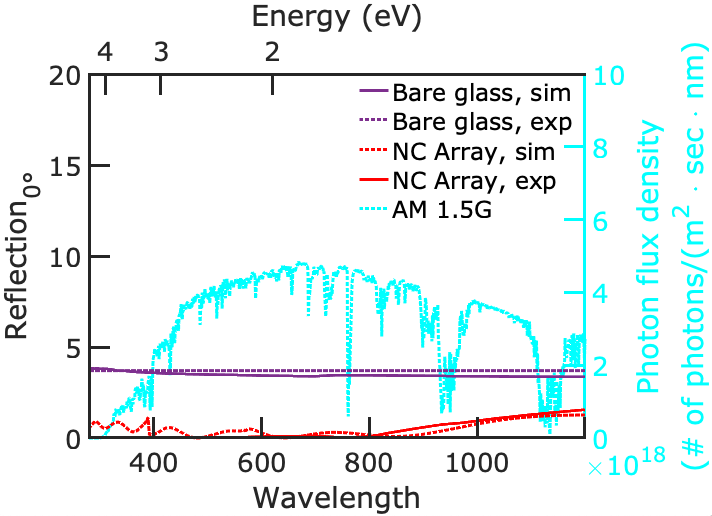 Energy (eV)
4 3 2
20
15
10
5
0
Reflection0°
Bare glass, sim
Bare glass, exp
NC Array, sim
NC Array, exp
AM 1.5G
10
8
6
4
2
0
×10¹⁸
Photon flux density
(# of photons/(m² · sec · nm)
400 600 800 1000
Wavelength